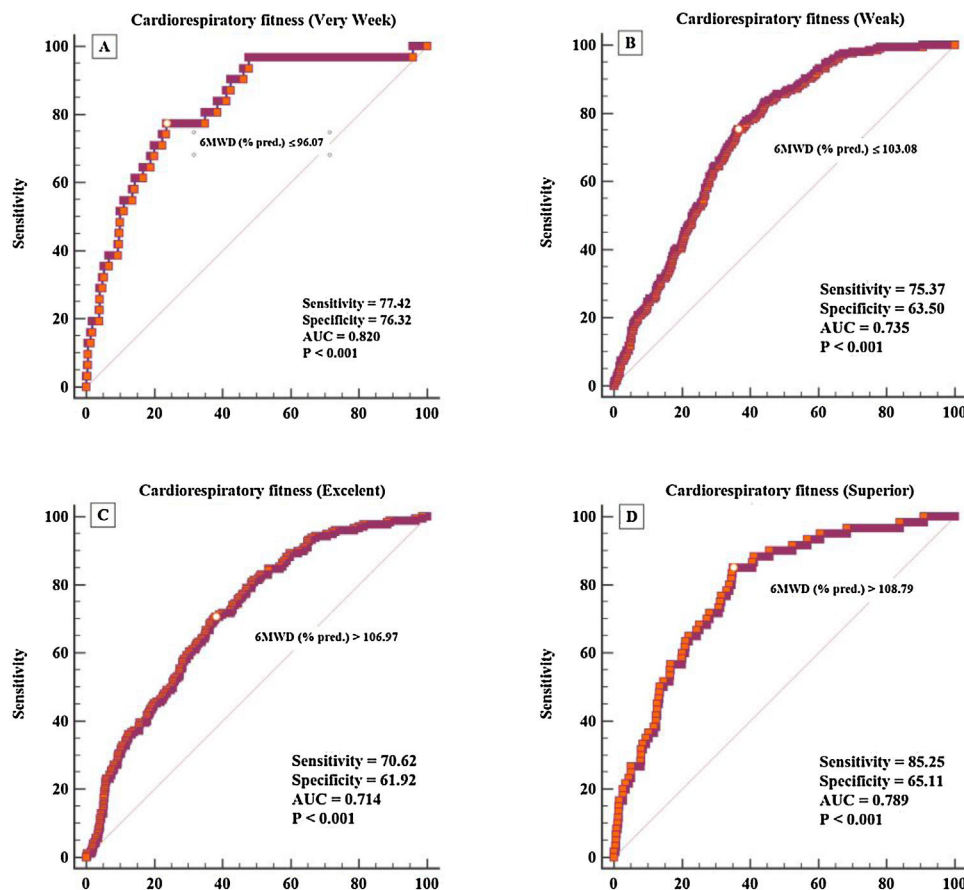 Cardiorespiratory fitness (Very Week)
A
100
80
60
40
20
0
Sensitivity
6MWD (% pred.) ≤96.07
Sensitivity = 77.42
Specificity = 76.32
AUC = 0.820
P < 0.001
0 20 40 60 80 100
Cardiorespiratory fitness (Weak)
B
100
80
60
40
20
0
Sensitivity
6MWD (% pred.) ≤ 103.08
Sensitivity = 75.37
Specificity = 63.50
AUC = 0.735
P < 0.001
0 20 40 60 80 100
Cardiorespiratory fitness (Excelent)
C
100
80
60
40
20
0
Sensitivity
6MWD (% pred.) > 106.97
Sensitivity = 70.62
Specificity = 61.92
AUC = 0.714
P < 0.001
0 20 40 60 80 100
Cardiorespiratory fitness (Superior)
D
100
80
60
40
20
0
Sensitivity
6MWD (% pred.) > 108.79
Sensitivity = 85.25
Specificity = 65.11
AUC = 0.789
P < 0.001
0 20 40 60 80 100